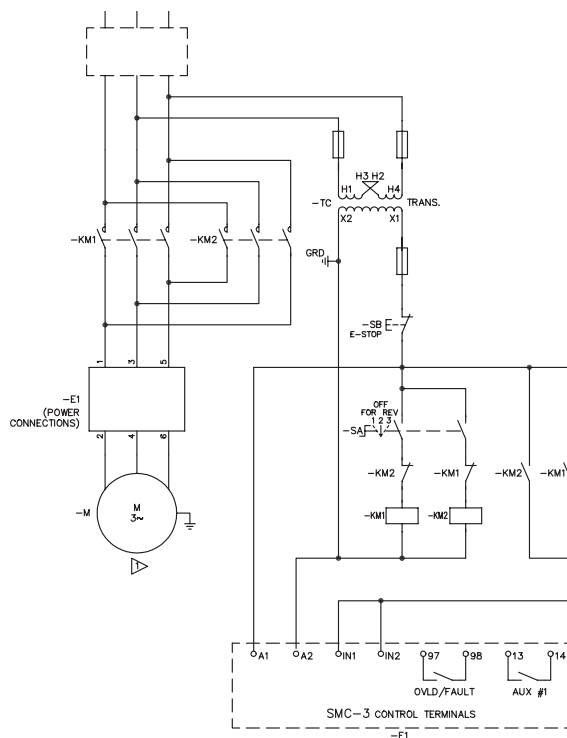 H3 H2
H1 H4
-TC TRANS.
X2 X1
-KM1 -KM2
GRD
-SB
E-STOP
1 3 5
-E1
(POWER
CONNECTIONS)
2 4 6
OFF
FOR REV
1 2 3
-SA
-KM2 -KM1 -KM2 -KM1
-M
M
3~
-KM1 -KM2
1
A1 A2 IN1 IN2 97 98 13 14
OVLD/FAULT AUX #1
SMC-3 CONTROL TERMINALS
-E1